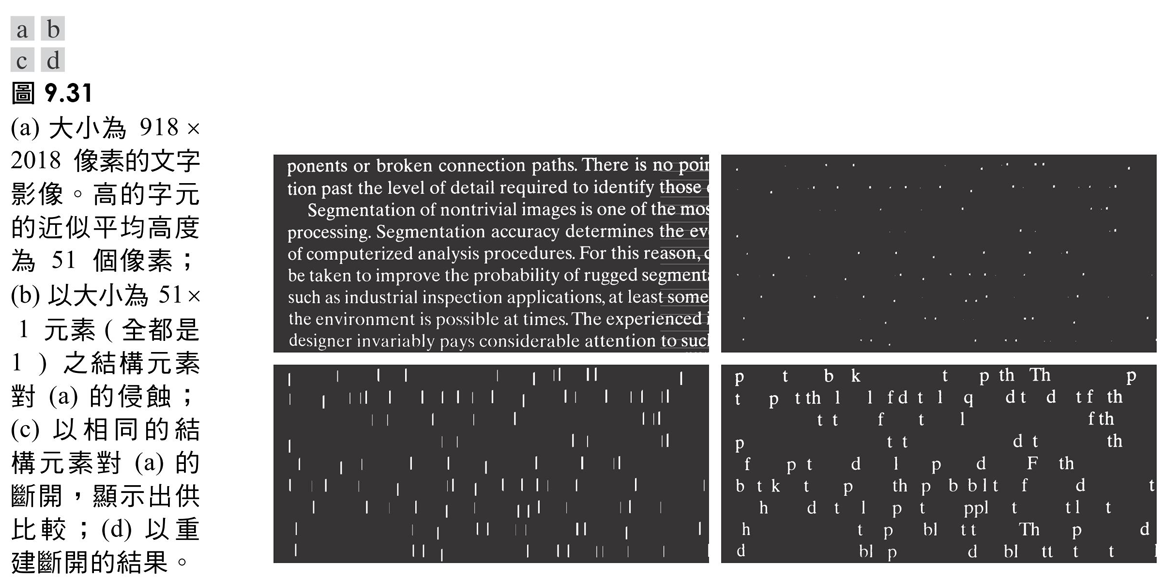 a b
c d
圖 9.31
(a) 大小為 918 ×
2018 像素的文字
影像。高的字元
的近似平均高度
為 51 個像素；
(b) 以大小為 51×
1 元素 ( 全都是
1 ) 之結構元素
對 (a) 的侵蝕；
(c) 以相同的結
構元素對 (a) 的
斷開，顯示出供
比較；(d) 以重
建斷開的結果。
ponents or broken connection paths. There is no poin
tion past the level of detail required to identify those
Segmentation of nontrivial images is one of the mos
processing. Segmentation accuracy determines the ev
of computerized analysis procedures. For this reason, c
be taken to improve the probability of rugged segment
such as industrial inspection applications, at least some
the environment is possible at times. The experienced i
designer invariably pays considerable attention to such
p t b k t p th Th p
t p t th l l f d t l q d t d t f th
t t f t l f th
p t t d t th
f p t d l p d F th
b t k t p th p b b l t f d t
h d t l p t ppl t t l t
h t p bl t t Th p d
d bl p d bl tt t t l